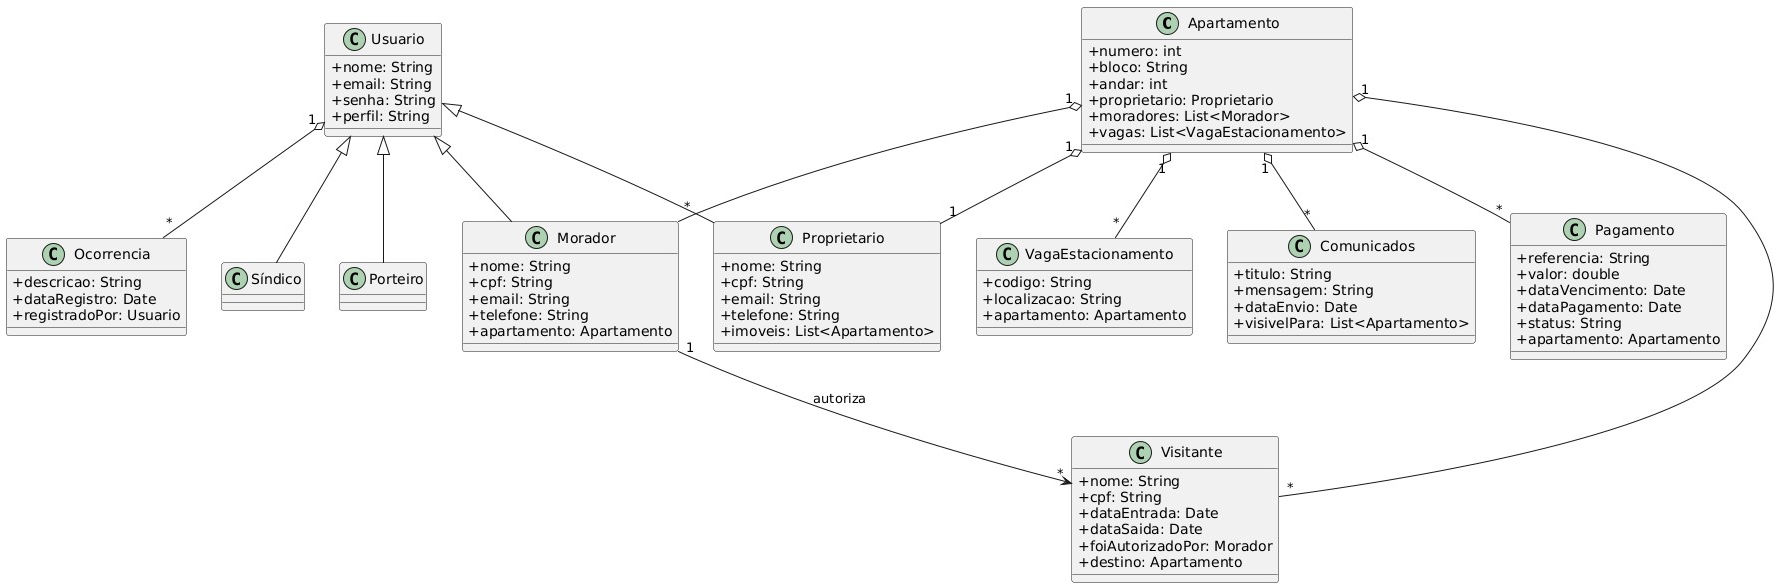 C Usuario
+nome: String
+email: String
+senha: String
+perfil: String
C Apartamento
+numero: int
+bloco: String
+andar: int
+proprietario: Proprietario
+moradores: List<Morador>
+vagas: List<VagaEstacionamento>
1
*
1
*
1
1
1
*
1
*
1
*
1
*
C Ocorrencia
+descricao: String
+dataRegistro: Date
+registradoPor: Usuario
C Síndico
C Porteiro
C Morador
+nome: String
+cpf: String
+email: String
+telefone: String
+apartamento: Apartamento
C Proprietario
+nome: String
+cpf: String
+email: String
+telefone: String
+imoveis: List<Apartamento>
C VagaEstacionamento
+codigo: String
+localizacao: String
+apartamento: Apartamento
C Comunicados
+titulo: String
+mensagem: String
+dataEnvio: Date
+visivelPara: List<Apartamento>
C Pagamento
+referencia: String
+valor: double
+dataVencimento: Date
+dataPagamento: Date
+status: String
+apartamento: Apartamento
1
autoriza
*
C Visitante
+nome: String
+cpf: String
+dataEntrada: Date
+dataSaida: Date
+foiAutorizadoPor: Morador
+destino: Apartamento